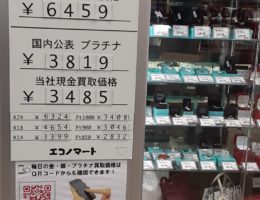 ¥6459
国内公表 プラチナ
¥3819
当社現金買取価格
¥3485
K24 ¥6324 Pt1000 ¥3408
K18 ¥4654 Pt900 ¥3046
K14 ¥3399 Pt850 ¥2832
エコノマート
毎日の金・銀・プラチナ買取価格は
QRコードからも確認できます!